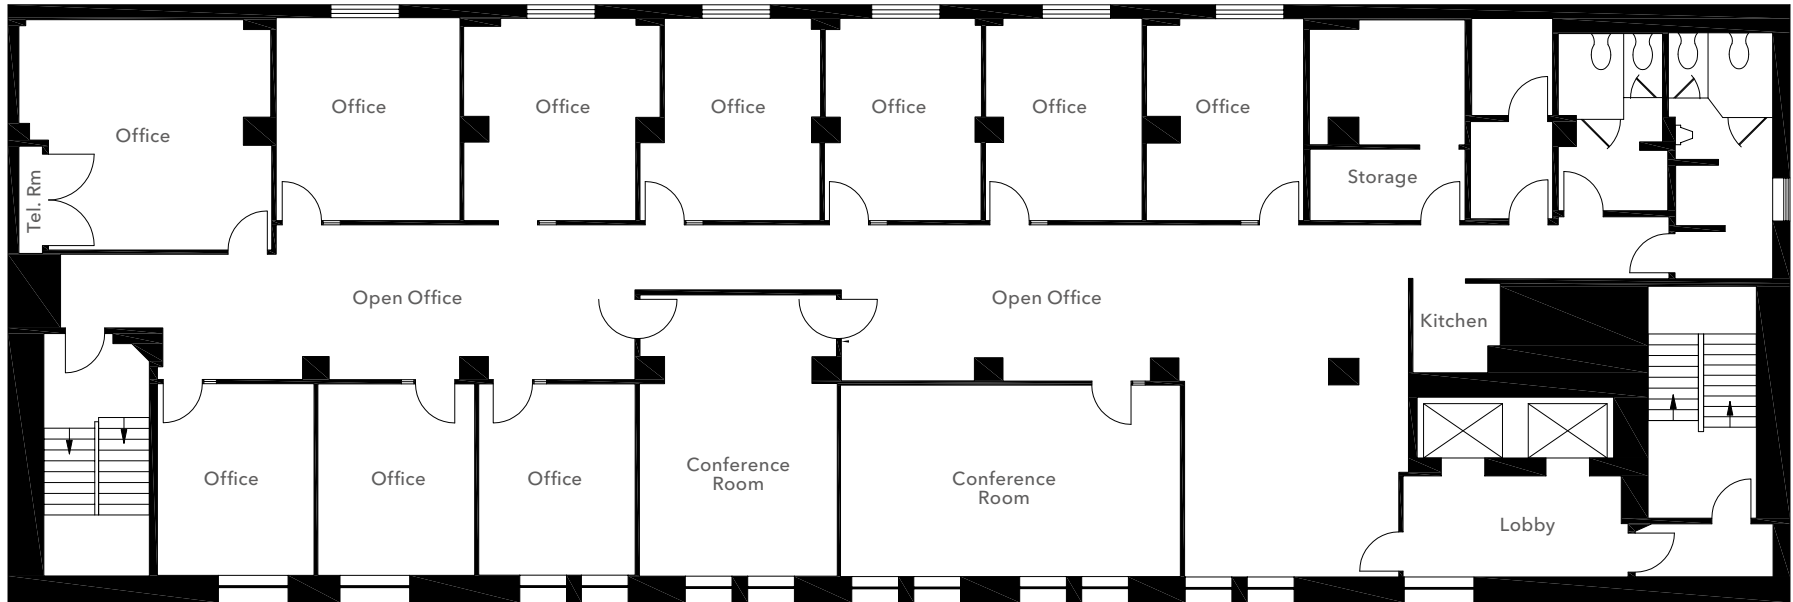 Office
Office
Office
Office
Office
Office
Office
Tel. Rm
Storage
Open Office
Open Office
Kitchen
Office
Office
Office
Conference
Room
Conference
Room
Lobby